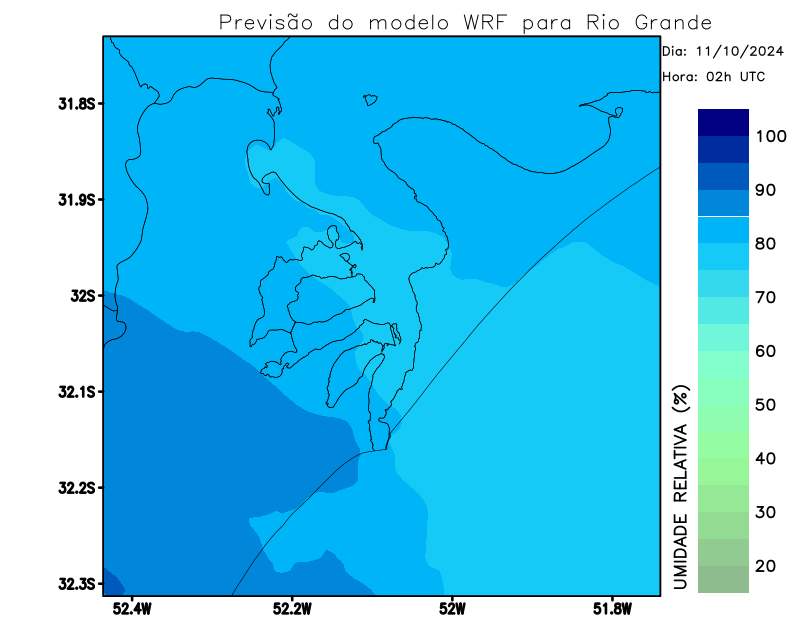 Previsão do modelo WRF para Rio Grande
Dia: 11/10/2024
Hora: 02h UTC
31.8S
31.9S
32S
32.1S
32.2S
32.3S
52.4W
52.2W
52W
51.8W
100
90
80
70
60
50
40
30
20
UMIDADE RELATIVA (%)